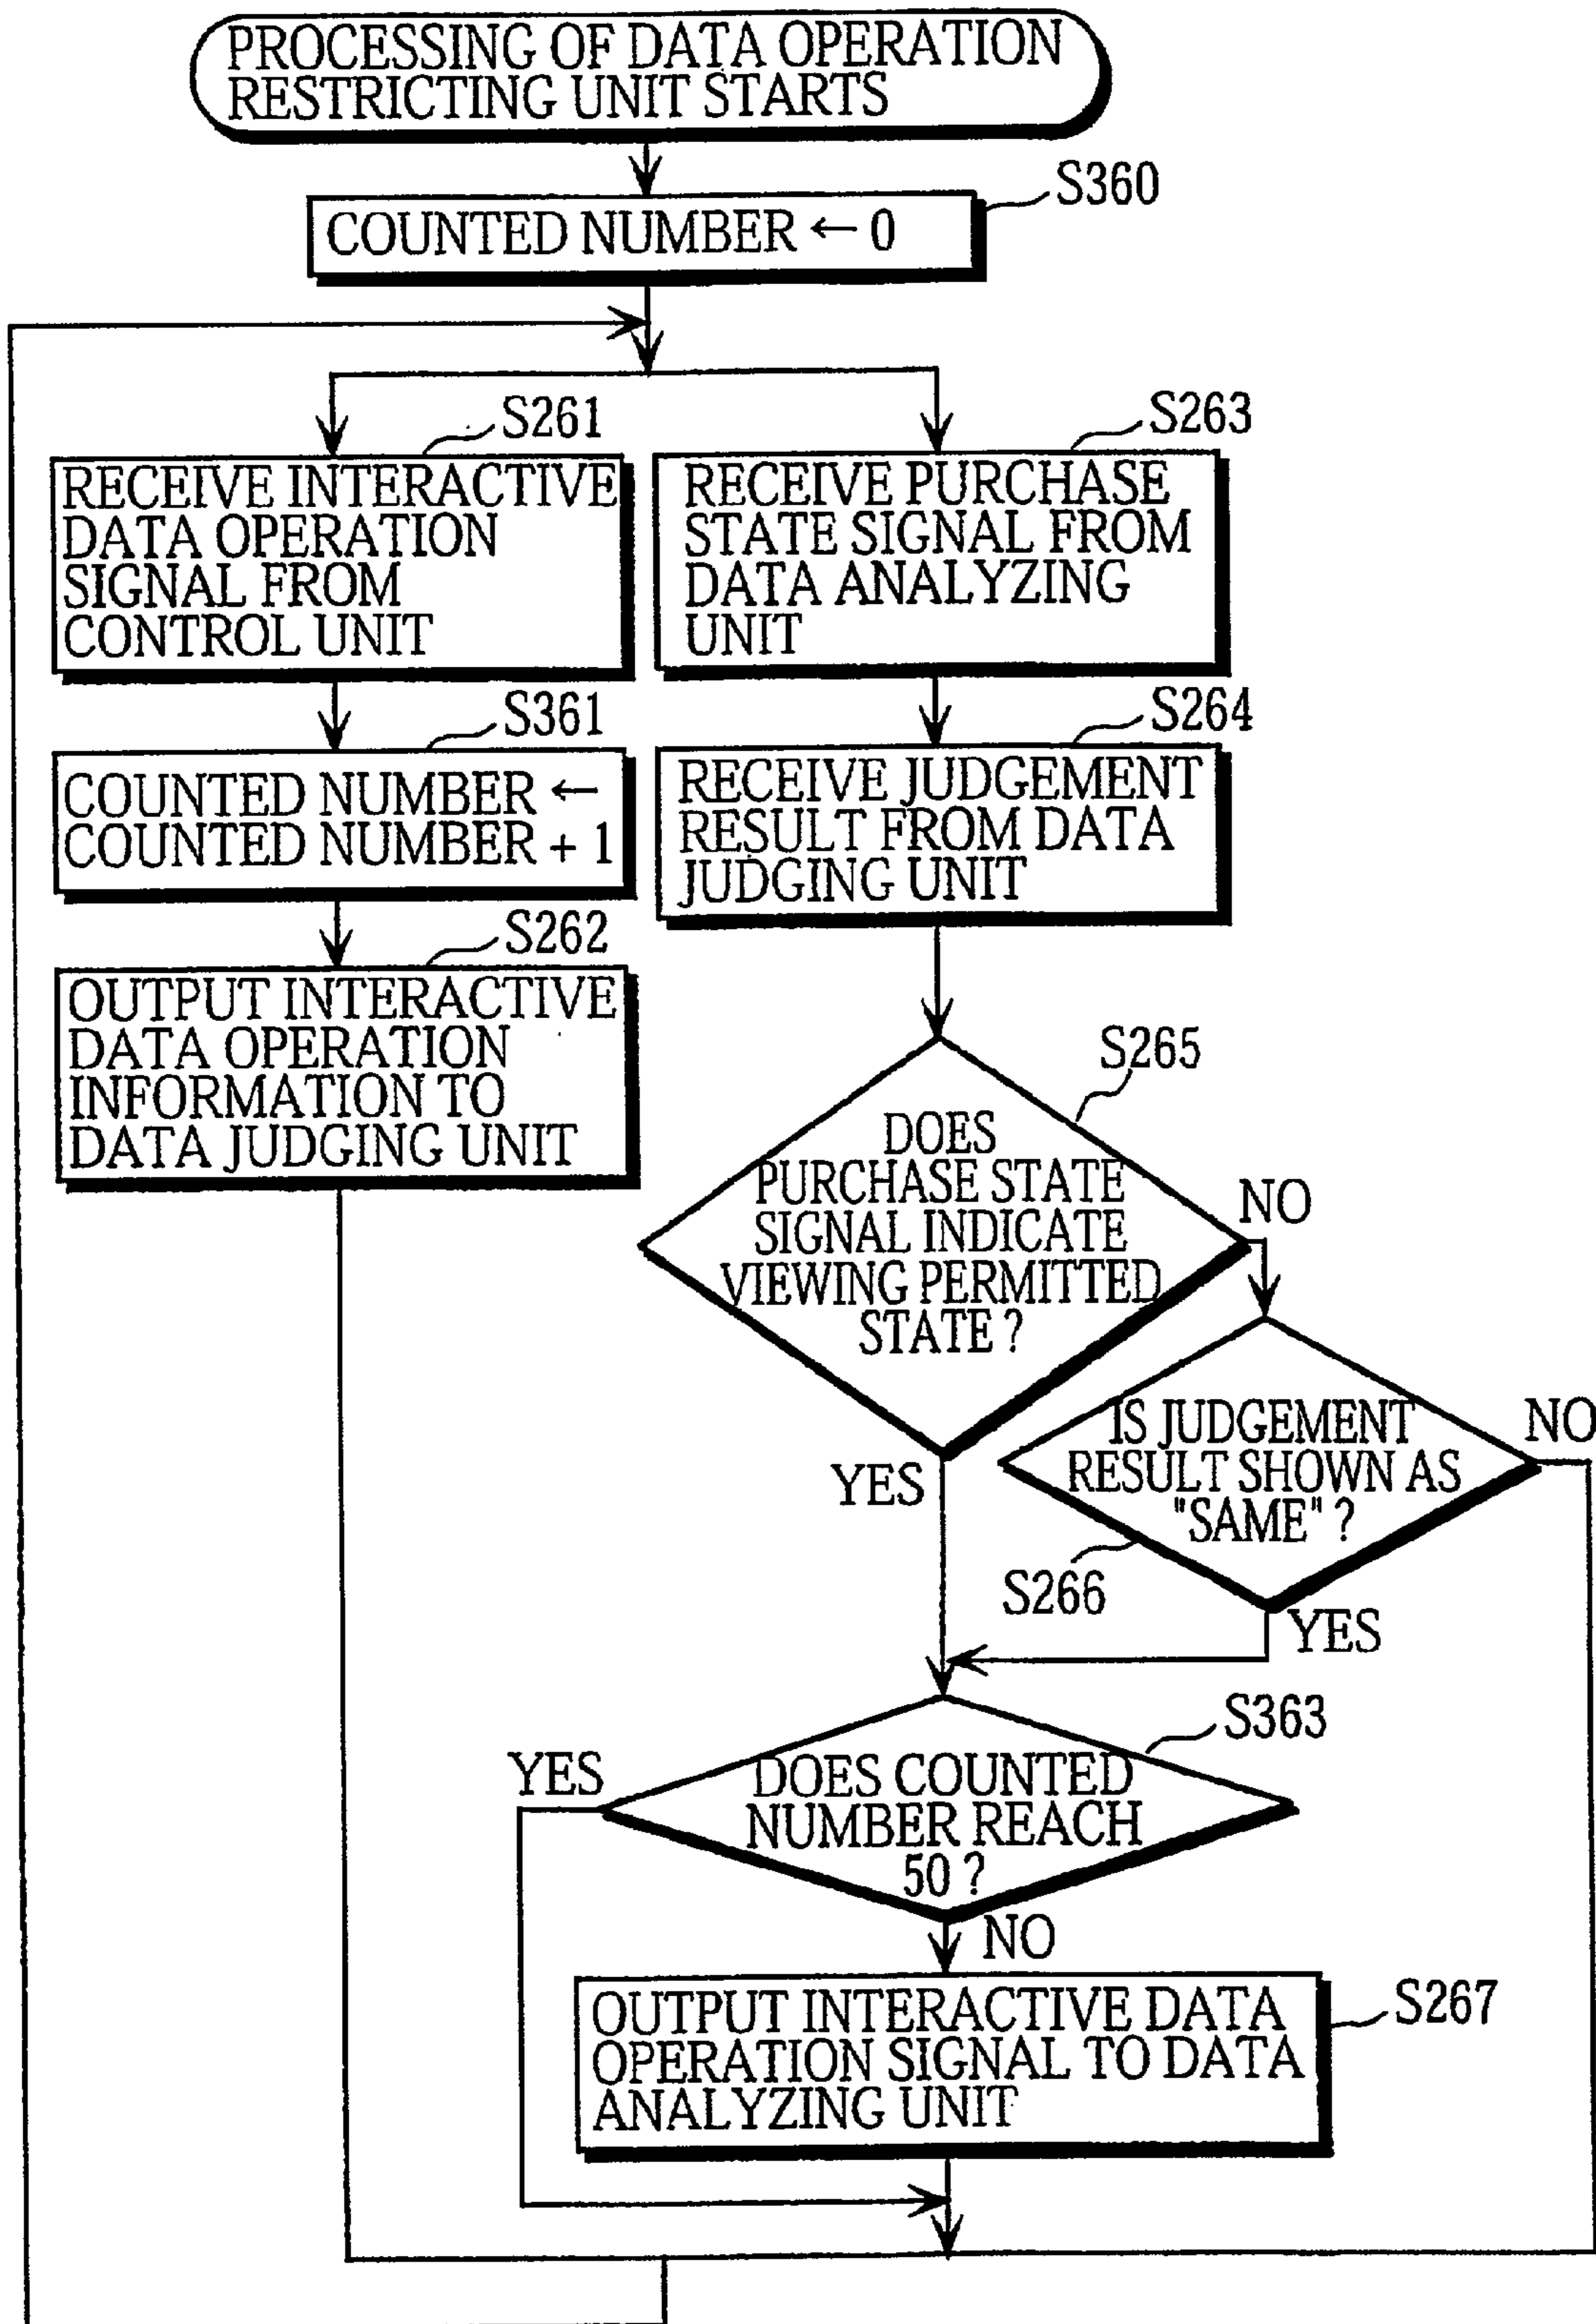 PROCESSING OF DATA OPERATION
RESTRICTING UNIT STARTS
S360
COUNTED NUMBER ← 0
S261
RECEIVE INTERACTIVE
DATA OPERATION
SIGNAL FROM
CONTROL UNIT
S263
RECEIVE PURCHASE
STATE SIGNAL FROM
DATA ANALYZING
UNIT
S361
COUNTED NUMBER ←
COUNTED NUMBER + 1
S264
RECEIVE JUDGEMENT
RESULT FROM DATA
JUDGING UNIT
S262
OUTPUT INTERACTIVE
DATA OPERATION
INFORMATION TO
DATA JUDGING UNIT
S265
DOES
PURCHASE STATE
SIGNAL INDICATE
VIEWING PERMITTED
STATE ?
NO
YES
IS JUDGEMENT
RESULT SHOWN AS
"SAME" ?
NO
S266
YES
S363
YES
DOES COUNTED
NUMBER REACH
50 ?
NO
S267
OUTPUT INTERACTIVE DATA
OPERATION SIGNAL TO DATA
ANALYZING UNIT